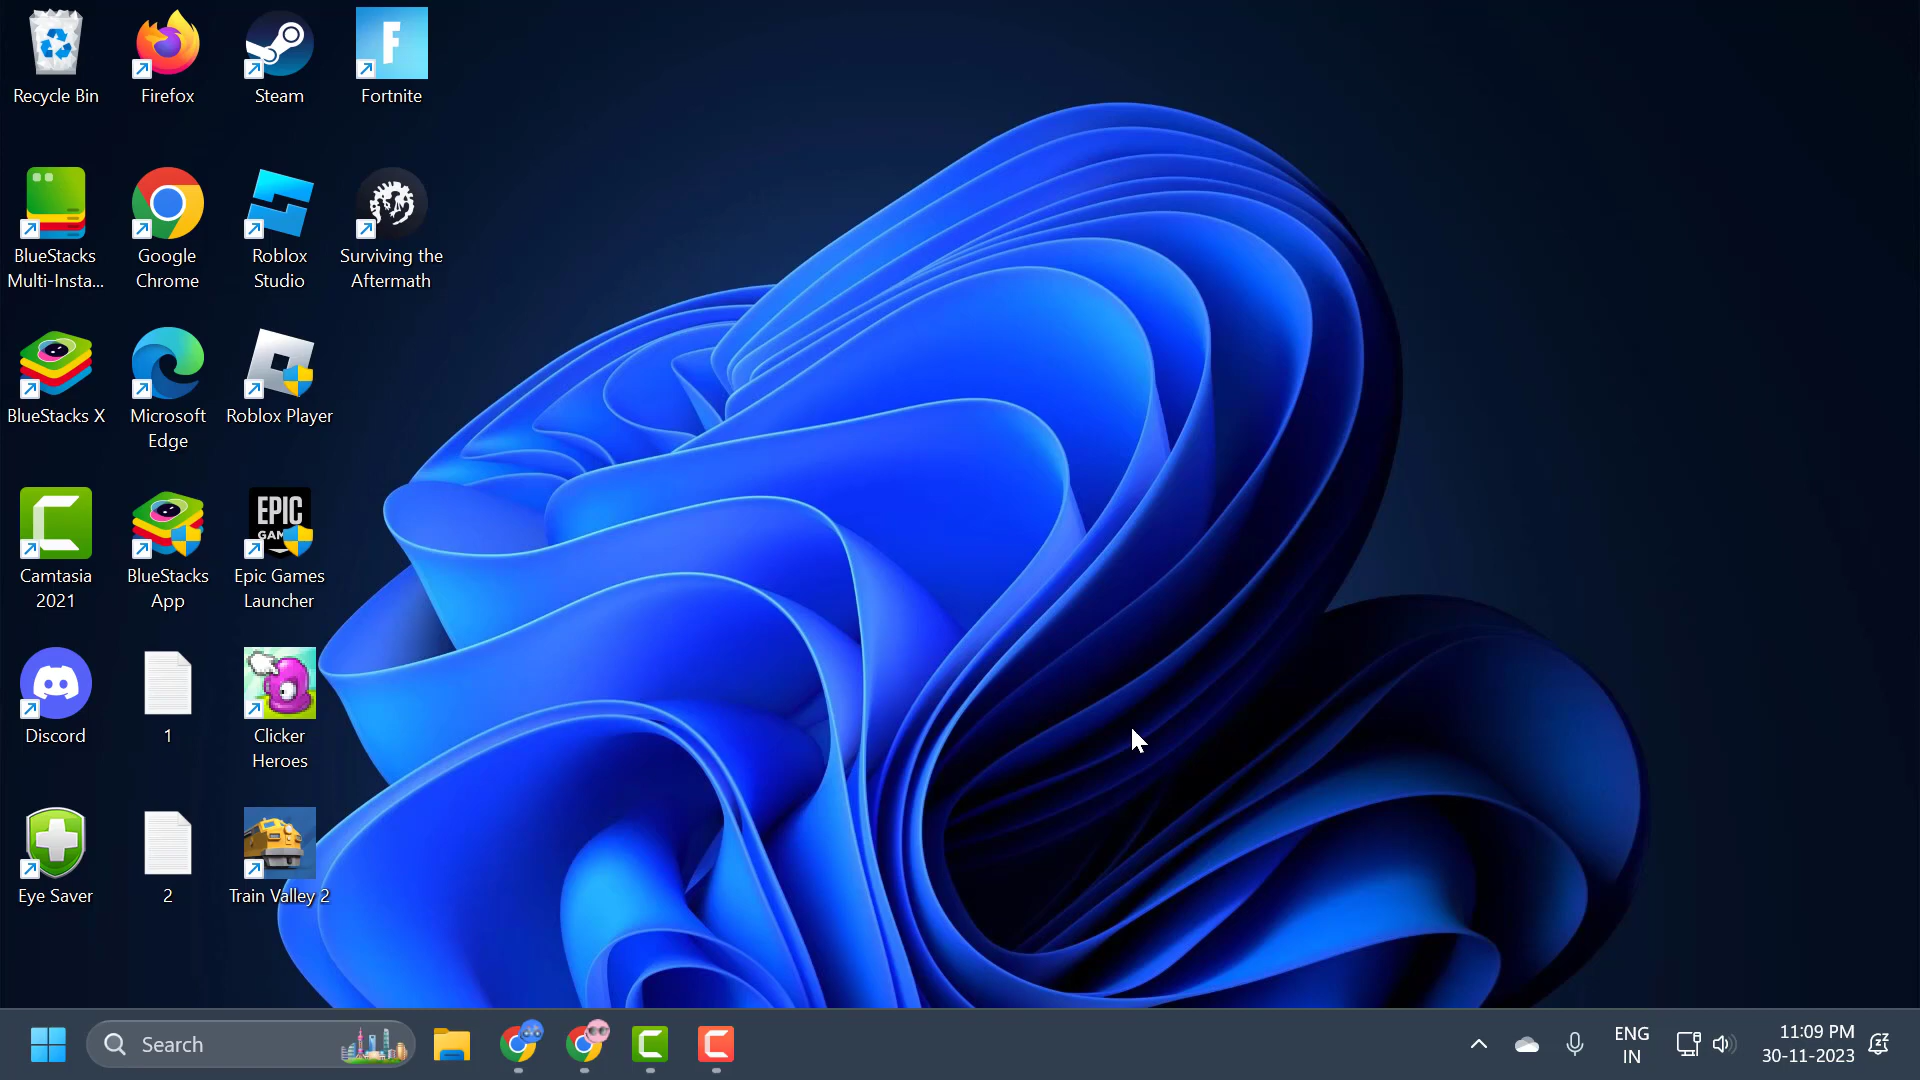 Recycle Bin
Firefox
Steam
F
Fortnite
BlueStacks
Multi-Insta...
Google
Chrome
Roblox
Studio
Surviving the
Aftermath
BlueStacks X
Microsoft
Edge
Roblox Player
EPIC
GAM
Camtasia
2021
BlueStacks
App
Epic Games
Launcher
Discord
1
Clicker
Heroes
Eye Saver
2
Train Valley 2
Search
ENG
IN
11:09 PM
30-11-2023